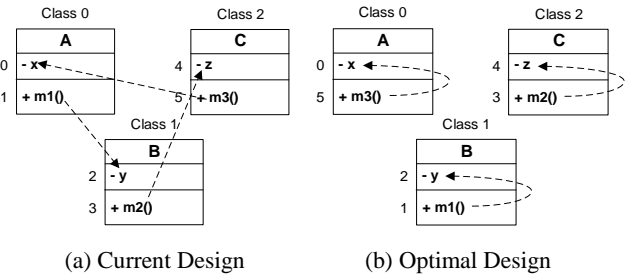 Class 0
A
0 - x
1 + m1()
Class 2
C
4 - z
5 + m3()
Class 1
B
2 - y
3 + m2()
(a) Current Design
Class 0
A
0 - x
5 + m3()
Class 2
C
4 - z
3 + m2()
Class 1
B
2 - y
1 + m1()
(b) Optimal Design